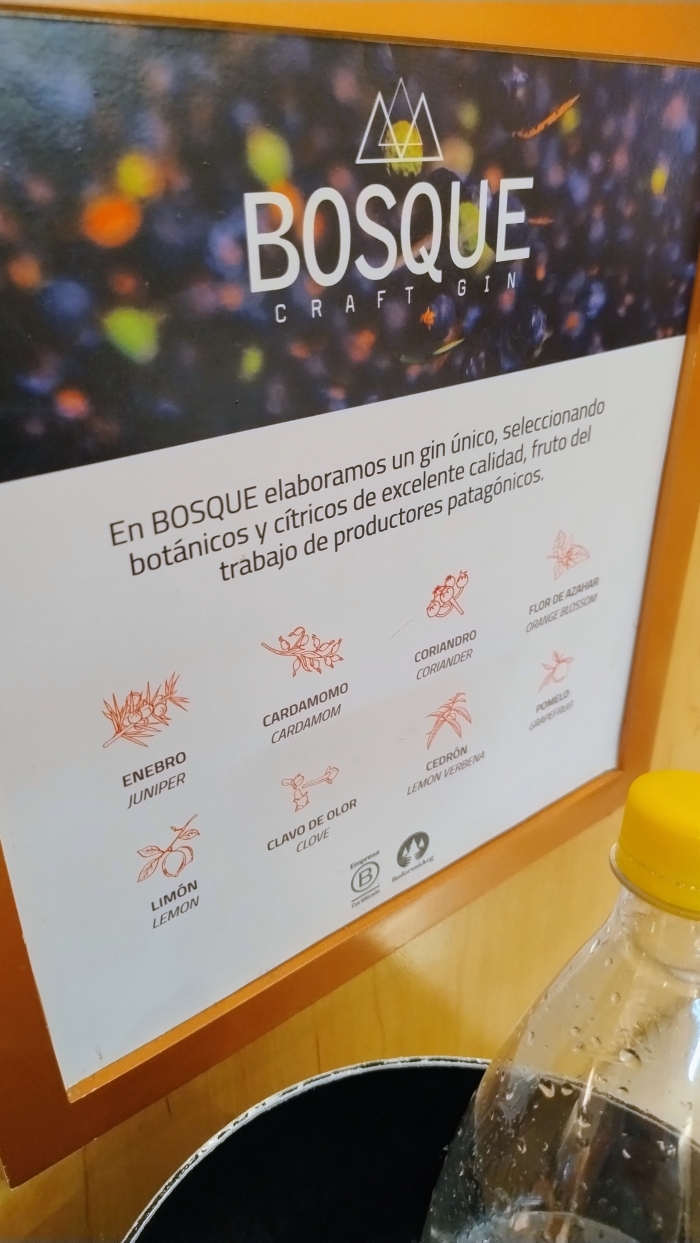 BOSQUE
CRAFT GIN
En BOSQUE elaboramos un gin único, seleccionando
botánicos y cítricos de excelente calidad, fruto del
trabajo de productores patagónicos.
ENEBRO
JUNIPER
CARDAMOMO
CARDAMOM
CORIANDRO
CORIANDER
FLOR DE AZAHAR
ORANGE BLOSSOM
LIMÓN
LEMON
CLAVO DE OLOR
CLOVE
CEDRÓN
LEMON VERBENA
POMELO
GRAPEFRUIT
Empresa
B
Certificada